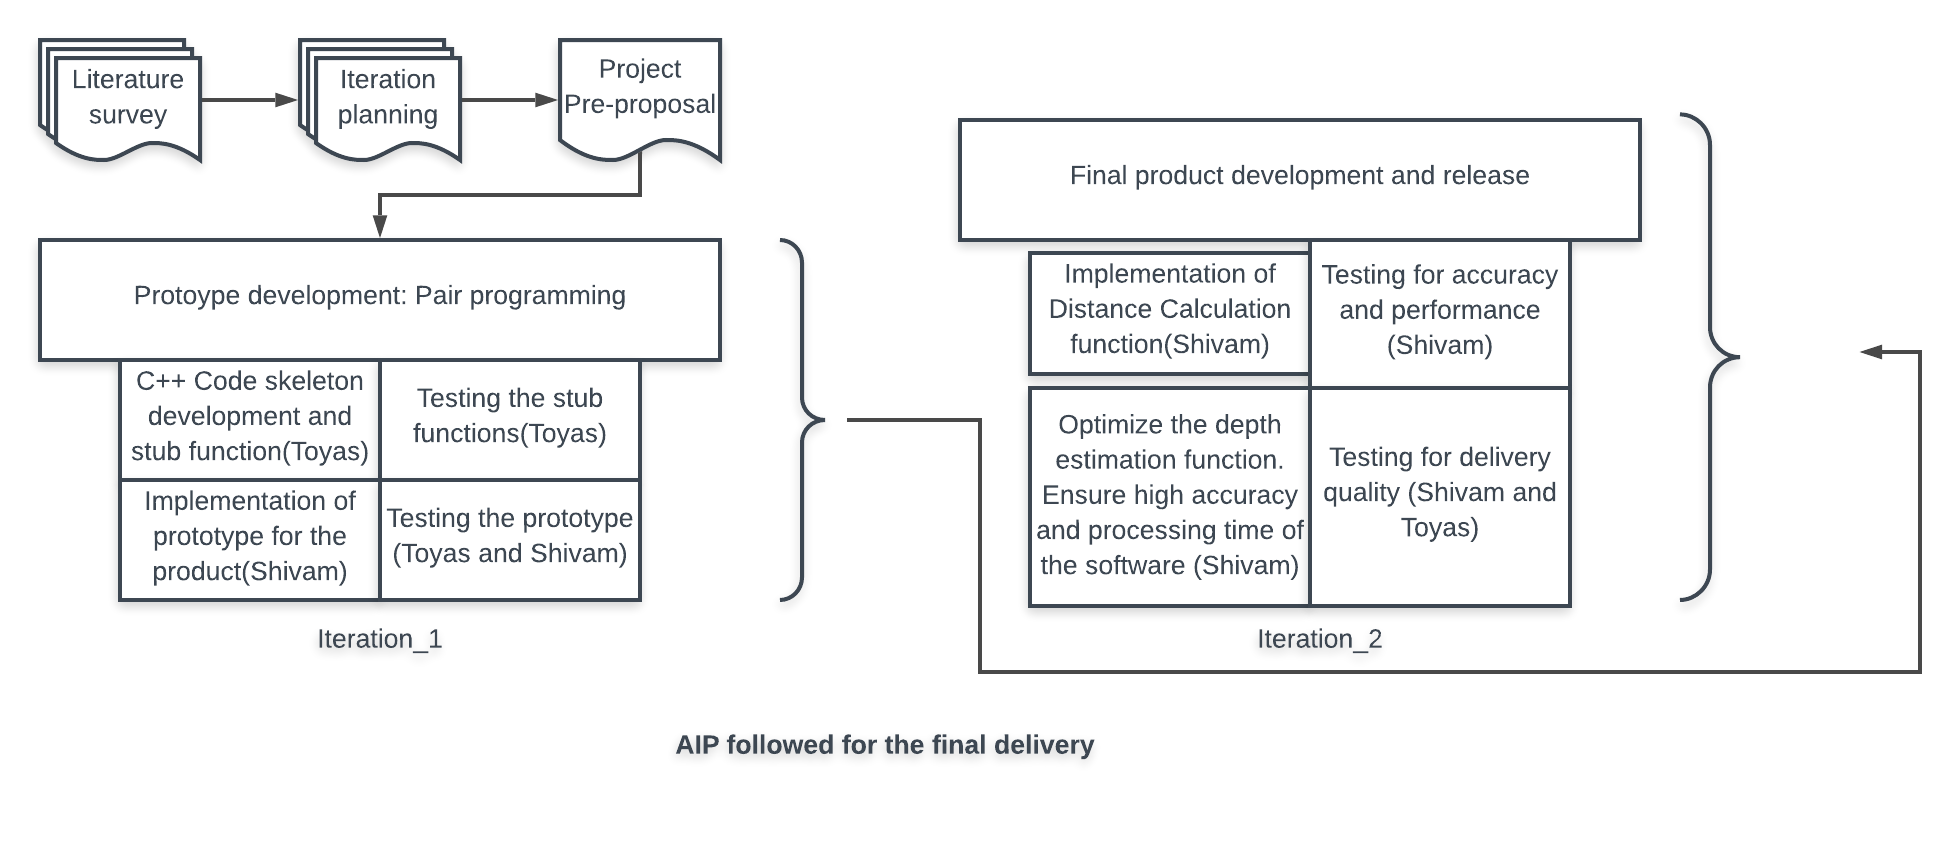 Literature
survey
Iteration
planning
Project
Pre-proposal
Protoype development: Pair programming
C++ Code skeleton
development and
stub function(Toyas)
Testing the stub
functions(Toyas)
Implementation of
prototype for the
product(Shivam)
Testing the prototype
(Toyas and Shivam)
Iteration_1
Final product development and release
Implementation of
Distance Calculation
function(Shivam)
Testing for accuracy
and performance
(Shivam)
Optimize the depth
estimation function.
Ensure high accuracy
and processing time of
the software (Shivam)
Testing for delivery
quality (Shivam and
Toyas)
Iteration_2
AIP followed for the final delivery